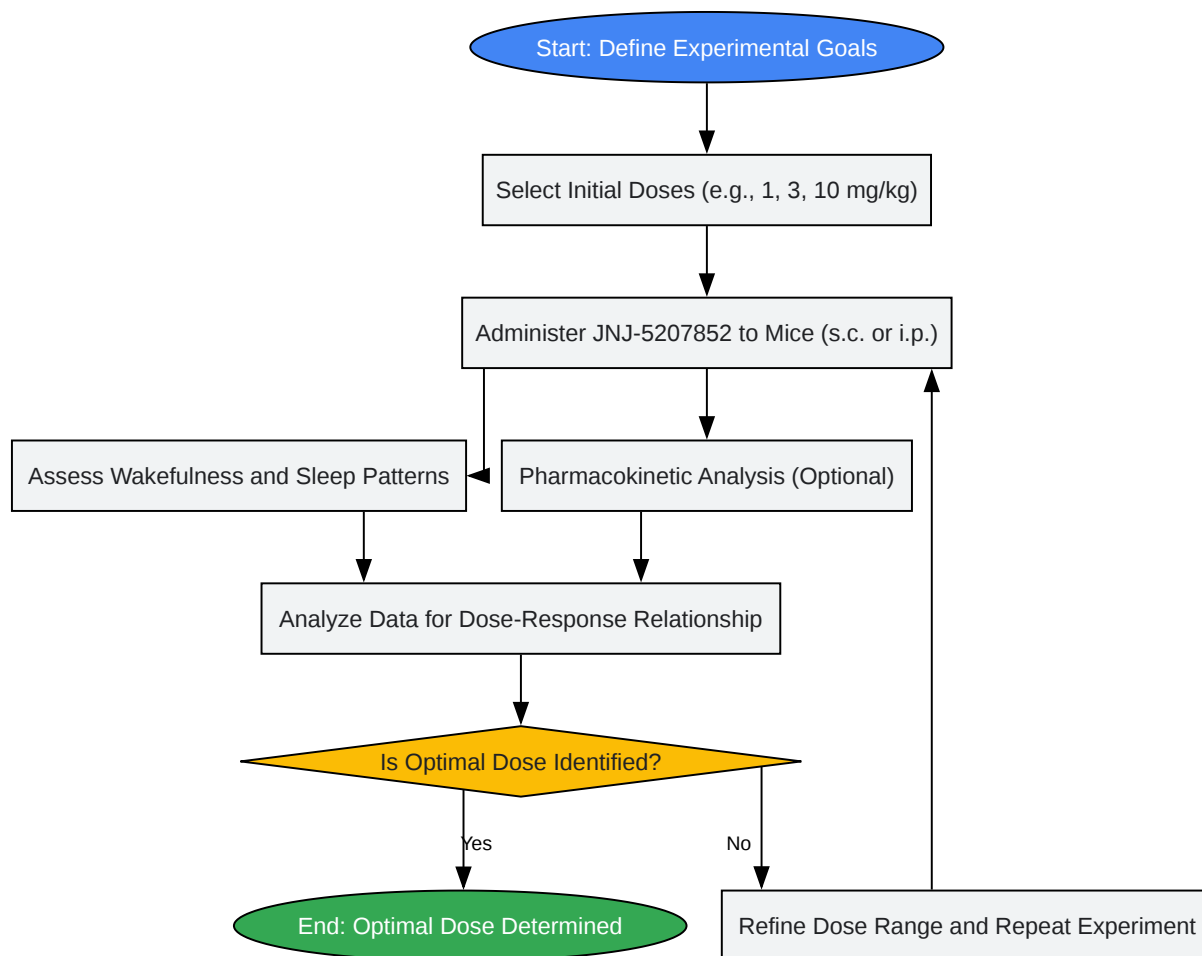 Start: Define Experimental Goals
Select Initial Doses (e.g., 1, 3, 10 mg/kg)
Administer JNJ-5207852 to Mice (s.c. or i.p.)
Assess Wakefulness and Sleep Patterns
Pharmacokinetic Analysis (Optional)
Analyze Data for Dose-Response Relationship
Is Optimal Dose Identified?
Yes
No
End: Optimal Dose Determined
Refine Dose Range and Repeat Experiment